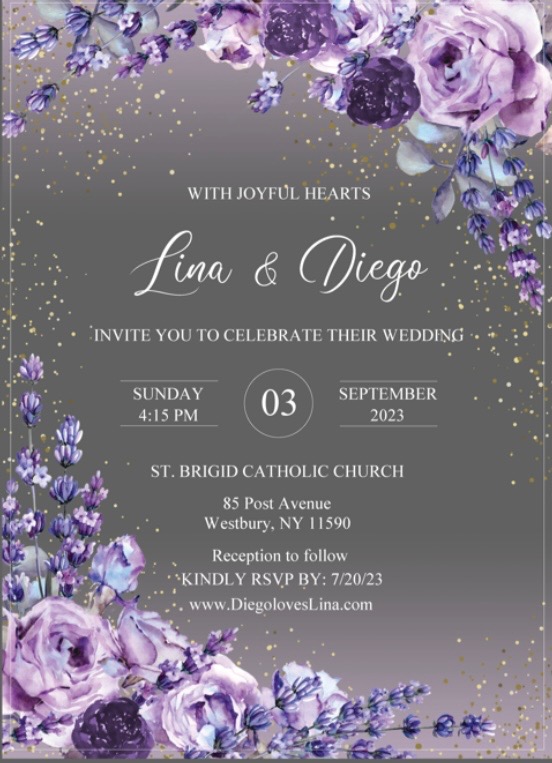 WITH JOYFUL HEARTS
Lina & Diego
INVITE YOU TO CELEBRATE THEIR WEDDING
SUNDAY
4:15 PM
03
SEPTEMBER
2023
ST. BRIGID CATHOLIC CHURCH
85 Post Avenue
Westbury, NY 11590
Reception to follow
KINDLY RSVP BY: 7/20/23
www.DiegolovesLina.com